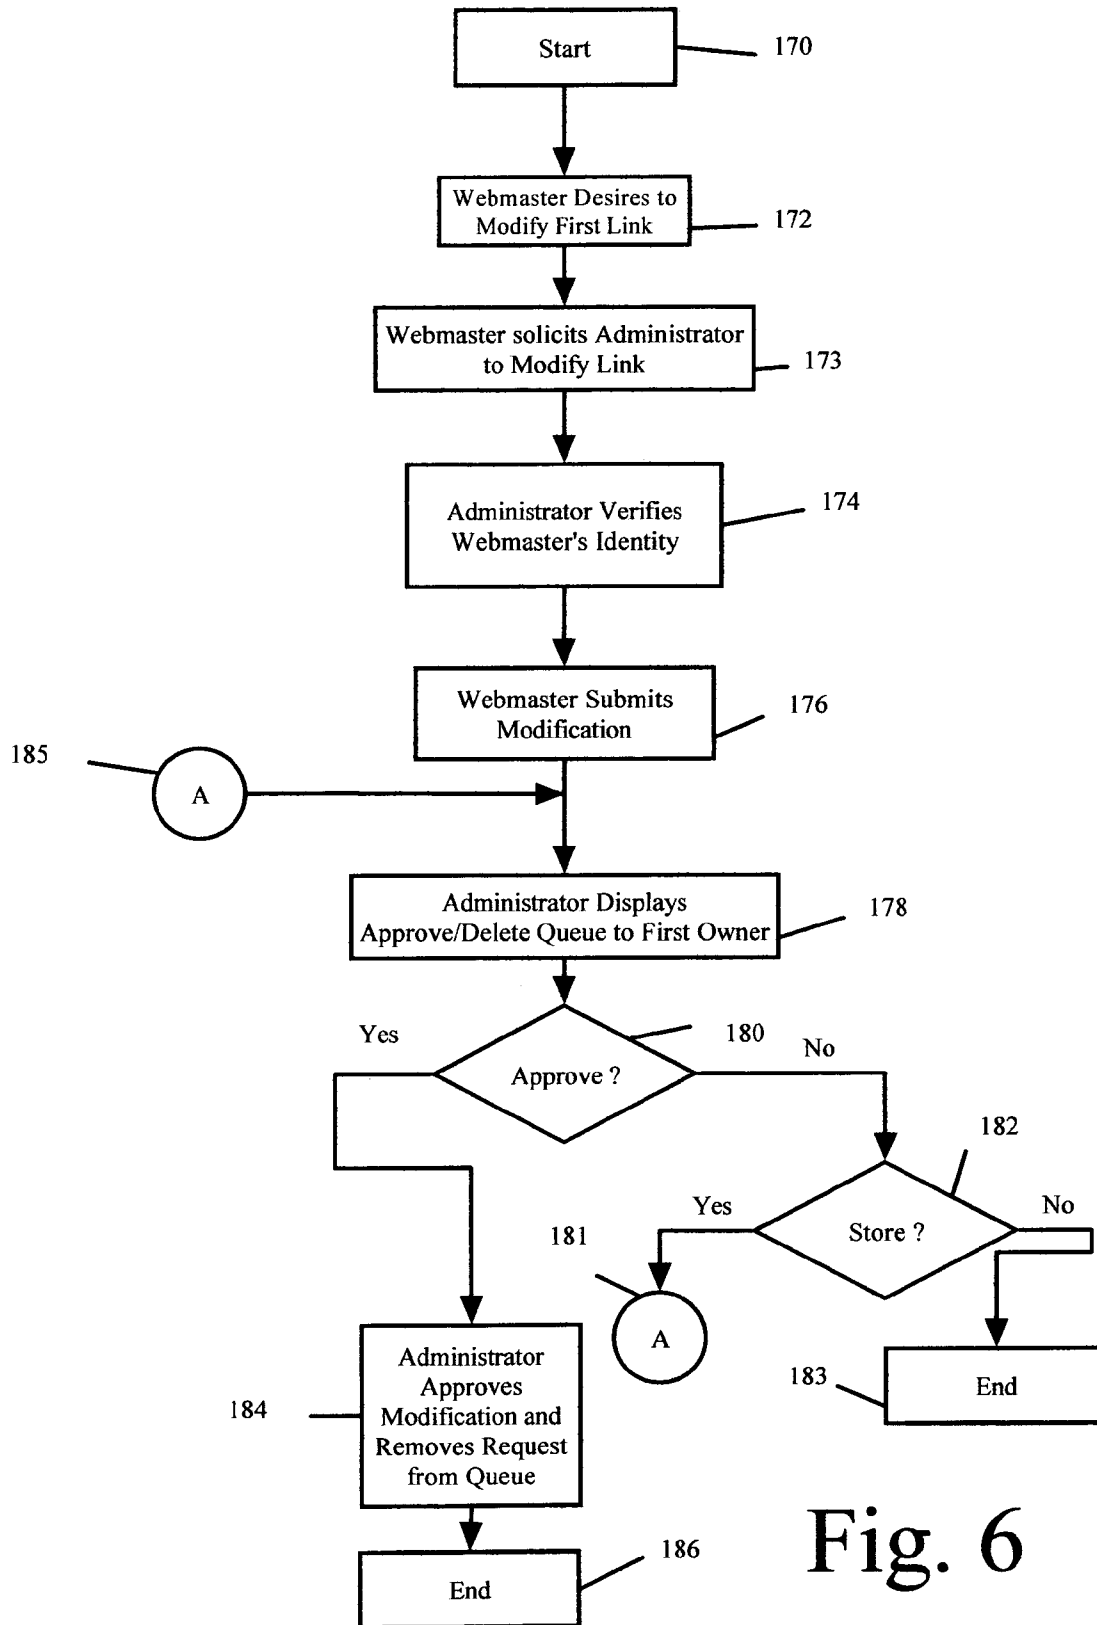 Start
170
Webmaster Desires to
Modify First Link
172
Webmaster solicits Administrator
to Modify Link
173
Administrator Verifies
Webmaster's Identity
174
Webmaster Submits
Modification
176
185
A
Administrator Displays
Approve/Delete Queue to First Owner
178
Yes
180
No
Approve ?
182
Yes
No
Store ?
181
A
Administrator
Approves
Modification and
Removes Request
from Queue
184
183
End
End
186
Fig. 6